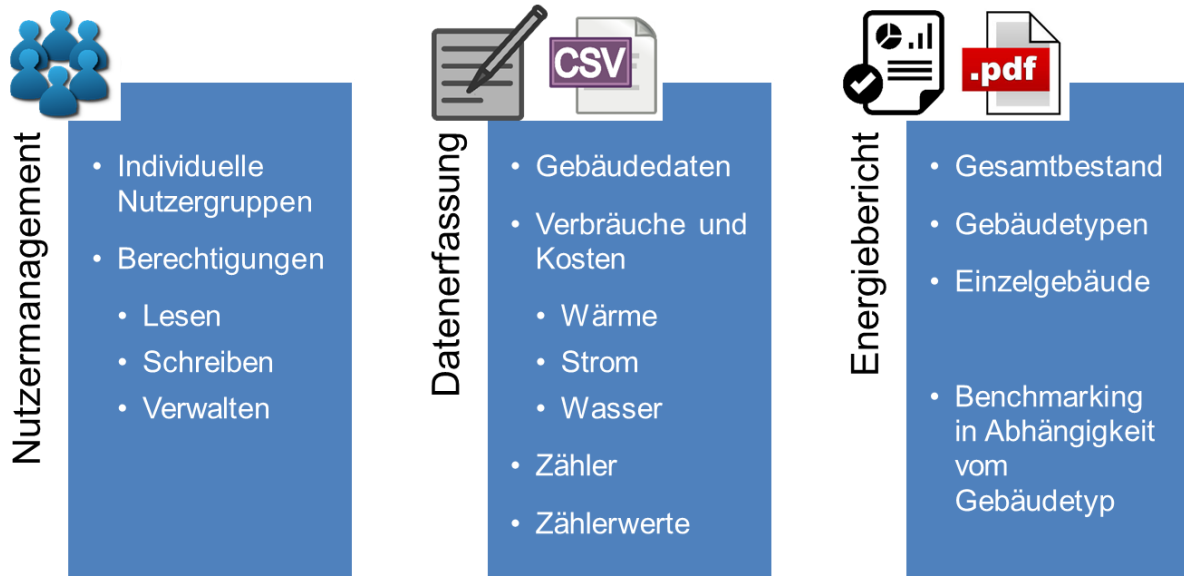 Nutzermanagement
• Individuelle
Nutzergruppen
• Berechtigungen
• Lesen
• Schreiben
• Verwalten
CSV
Datenerfassung
• Gebäudedaten
• Verbräuche und
Kosten
• Wärme
• Strom
• Wasser
• Zähler
• Zählerwerte
.pdf
Energiebericht
• Gesamtbestand
• Gebäudetypen
• Einzelgebäude
• Benchmarking
in Abhängigkeit
vom
Gebäudetyp